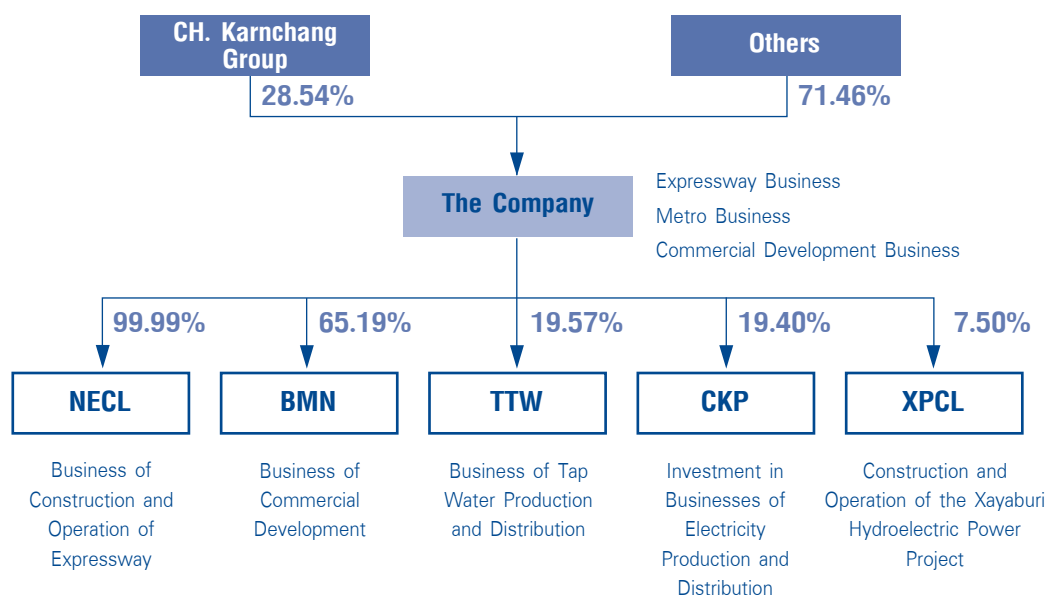 CH. Karnchang
Group
Others
28.54%
71.46%
The Company
Expressway Business
Metro Business
Commercial Development Business
99.99%
65.19%
19.57%
19.40%
7.50%
NECL
BMN
TTW
CKP
XPCL
Business of
Construction and
Operation of
Expressway
Business of
Commercial
Development
Business of Tap
Water Production
and Distribution
Investment in
Businesses of
Electricity
Production and
Distribution
Construction and
Operation of the Xayaburi
Hydroelectric Power
Project